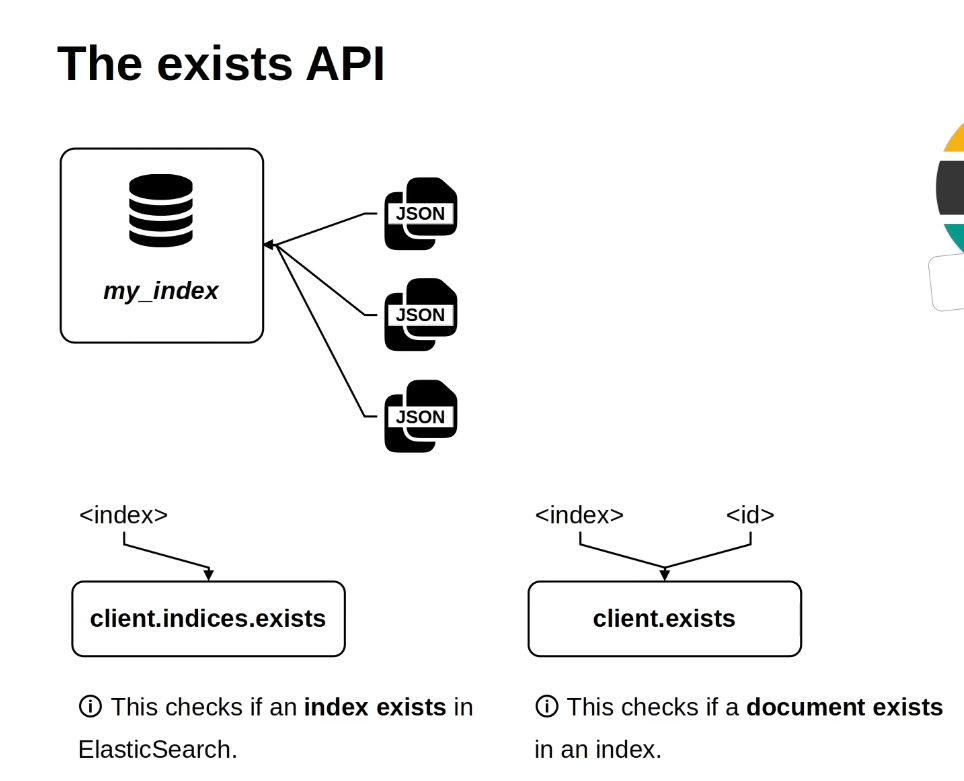 The exists API
my_index
JSON
JSON
JSON
<index>
client.indices.exists
This checks if an index exists in
ElasticSearch.
<index> <id>
client.exists
This checks if a document exists
in an index.